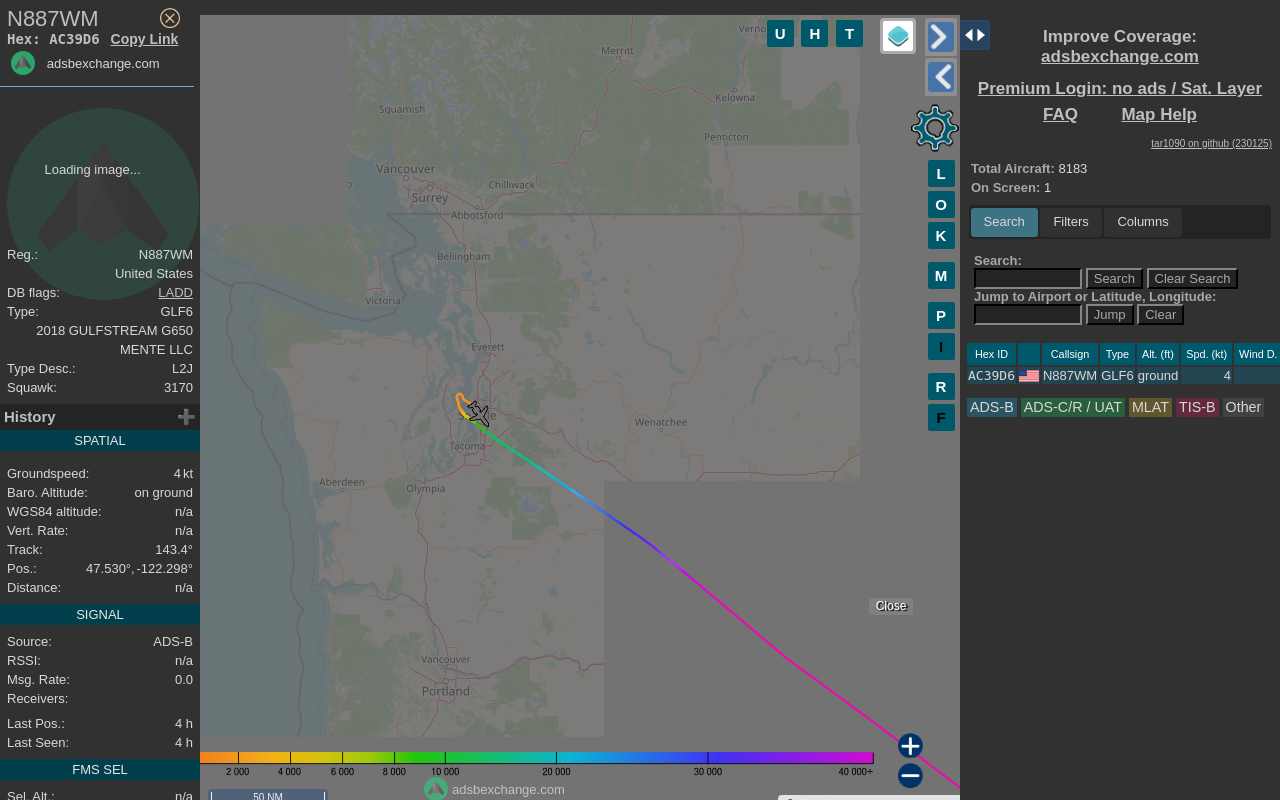 N887WM
Hex: AC39D6 Copy Link
adsbexchange.com
Loading image...
Reg.: N887WM
United States
DB flags: LADD
Type: GLF6
2018 GULFSTREAM G650
MENTE LLC
Type Desc.: L2J
Squawk: 3170
History
SPATIAL
Groundspeed: 4 kt
Baro. Altitude: on ground
WGS84 altitude: n/a
Vert. Rate: n/a
Track: 143.4°
Pos.: 47.530°, -122.298°
Distance: n/a
SIGNAL
Source: ADS-B
RSSI: n/a
Msg. Rate: 0.0
Receivers:
Last Pos.: 4 h
Last Seen: 4 h
FMS SEL
Sel. Alt.: n/a
U H T
Merritt
Verno
Kelowna
Squamish
Penticton
Vancouver
Surrey
Chilliwack
Abbotsford
Bellingham
Victoria
Everett
Wenatchee
Tacoma
Aberdeen
Olympia
Vancouver
Portland
L
O
K
M
P
I
R
F
Close
2 000 4 000 6 000 8 000 10 000 20 000 30 000 40 000+
adsbexchange.com
50 NM
Improve Coverage:
adsbexchange.com
Premium Login: no ads / Sat. Layer
FAQ Map Help
tar1090 on github (230125)
Total Aircraft: 8183
On Screen: 1
Search Filters Columns
Search:
Search Clear Search
Jump to Airport or Latitude, Longitude:
Jump Clear
Hex ID Callsign Type Alt. (ft) Spd. (kt) Wind D.
AC39D6 N887WM GLF6 ground 4
ADS-B ADS-C/R / UAT MLAT TIS-B Other